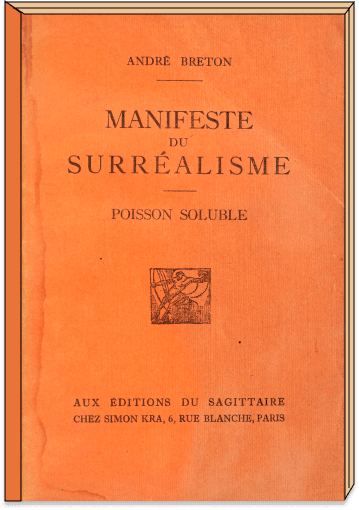 ANDRÉ BRETON
MANIFESTE
DU
SURRÉALISME
POISSON SOLUBLE
AUX ÉDITIONS DU SAGITTAIRE
CHEZ SIMON KRA, 6, RUE BLANCHE, PARIS